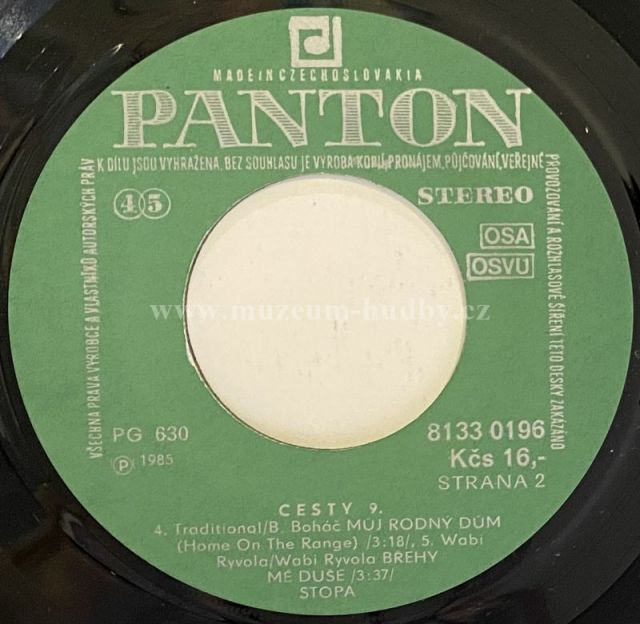 MADE IN CZECHOSLOVAKIA
PANTON
VŠECHNA PRÁVA VÝROBCE A VLASTNÍKŮ AUTORSKÝCH PRÁV
K DÍLU JSOU VYHRAŽENA. BEZ SOUHLASU JE VÝROBA KOPIÍ, PRONÁJEM, PŮJČOVÁNÍ, VEŘEJNÉ
PROVOZOVÁNÍ A ROZHLASOVÉ ŠÍŘENÍ TÉTO DESKY ZAKÁZÁNO
45
STEREO
OSA
OSVU
www.muzeum-hudby.cz
PG 630
Ⓟ 1985
8133 0196
Kčs 16,-
STRANA 2
CESTY 9.
4. Traditional/B. Boháč MŮJ RODNÝ DŮM
(Home On The Range) /3:18/, 5. Wabi
Ryvola/Wabi Ryvola BŘEHY
MÉ DUŠE /3:37/
STOPA